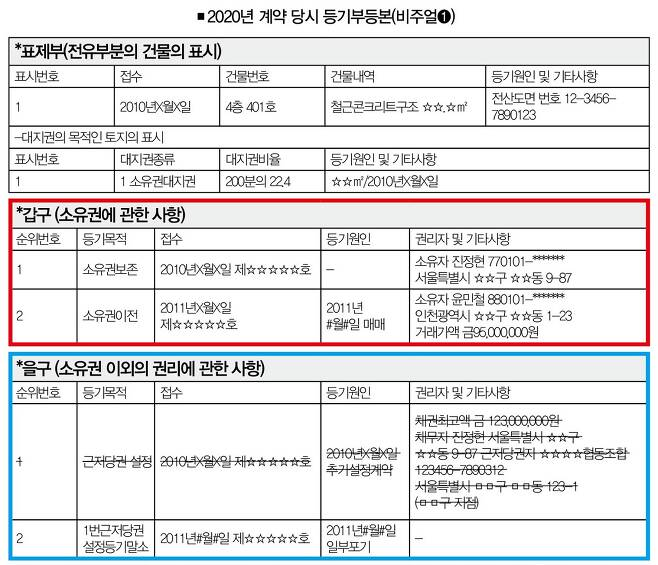 ■ 2020년 계약 당시 등기부등본(비주얼❶)
*표제부(전유부분의 건물의 표시)
표시번호 접수 건물번호 건물내역 등기원인 및 기타사항
1 2010년X월X일 4층 401호 철근콘크리트구조 ☆☆.☆㎡ 전산도면 번호 12-3456-
7890123
-대지권의 목적인 토지의 표시
표시번호 대지권종류 대지권비율 등기원인 및 기타사항
1 1 소유권대지권 200분의 22.4 ☆☆㎡/2010년X월X일
*갑구 (소유권에 관한 사항)
순위번호 등기목적 접수 등기원인 권리자 및 기타사항
1 소유권보존 2010년X월X일 제☆☆☆☆☆호 - 소유자 진정현 770101-*******
서울특별시 ☆☆구 ☆☆동 9-87
2 소유권이전 2011년X월X일
제☆☆☆☆☆호 2011년
#월#일 매매 소유자 윤민철 880101-*******
인천광역시 ☆☆구 ☆☆동 1-23
거래가액 금95,000,000원
*을구 (소유권 이외의 권리에 관한 사항)
순위번호 등기목적 접수 등기원인 권리자 및 기타사항
1 근저당권 설정 2010년X월X일 제☆☆☆☆☆호 2010년X월X일
추가설정계약 채권최고액 금 123,000,000원
채무자 진정현 서울특별시 ☆☆구
☆☆동 9-87 근저당권자 ☆☆☆☆협동조합
123456-7890312
서울특별시 ㅁㅁ구 ㅁㅁ동 123-1
(ㅁㅁ구 지점)
2 1번근저당권
설정등기말소 2011년#월#일 제☆☆☆☆☆호 2011년#월#일
일부포기 -